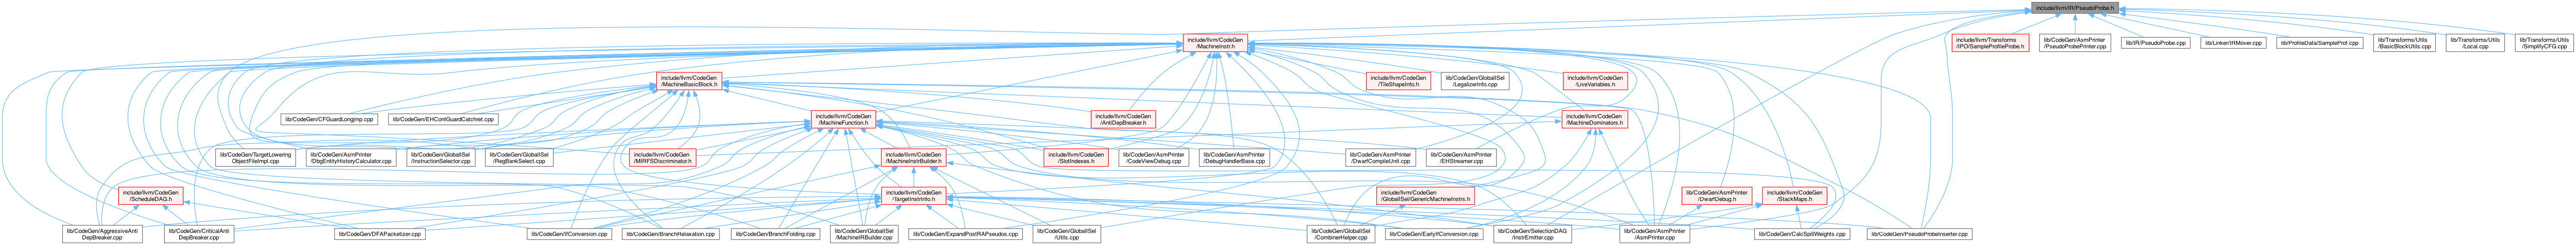 include/llvm/IR/PseudoProbe.h
include/llvm/CodeGen
/MachineInstr.h
include/llvm/Transforms
/IPO/SampleProfileProbe.h
lib/CodeGen/AsmPrinter
/PseudoProbePrinter.cpp
lib/IR/PseudoProbe.cpp
lib/Linker/IRMover.cpp
lib/ProfileData/SampleProf.cpp
lib/Transforms/Utils
/BasicBlockUtils.cpp
lib/Transforms/Utils
/Local.cpp
lib/Transforms/Utils
/SimplifyCFG.cpp
include/llvm/CodeGen
/MachineBasicBlock.h
include/llvm/CodeGen
/TileShapeInfo.h
lib/CodeGen/GlobalISel
/LegalizerInfo.cpp
include/llvm/CodeGen
/LiveVariables.h
lib/CodeGen/CFGuardLongjmp.cpp
lib/CodeGen/EHContGuardCatchret.cpp
include/llvm/CodeGen
/MachineFunction.h
include/llvm/CodeGen
/AntiDepBreaker.h
include/llvm/CodeGen
/MachineDominators.h
lib/CodeGen/TargetLowering
ObjectFileImpl.cpp
lib/CodeGen/AsmPrinter
/DbgEntityHistoryCalculator.cpp
lib/CodeGen/GlobalISel
/InstructionSelector.cpp
lib/CodeGen/GlobalISel
/RegBankSelect.cpp
include/llvm/CodeGen
/MIRFSDiscriminator.h
include/llvm/CodeGen
/MachineInstrBuilder.h
include/llvm/CodeGen
/SlotIndexes.h
lib/CodeGen/AsmPrinter
/CodeViewDebug.cpp
lib/CodeGen/AsmPrinter
/DebugHandlerBase.cpp
lib/CodeGen/AsmPrinter
/DwarfCompileUnit.cpp
lib/CodeGen/AsmPrinter
/EHStreamer.cpp
include/llvm/CodeGen
/ScheduleDAG.h
include/llvm/CodeGen
/TargetInstrInfo.h
include/llvm/CodeGen
/GlobalISel/GenericMachineInstrs.h
lib/CodeGen/AsmPrinter
/DwarfDebug.h
include/llvm/CodeGen
/StackMaps.h
lib/CodeGen/AggressiveAnti
DepBreaker.cpp
lib/CodeGen/CriticalAnti
DepBreaker.cpp
lib/CodeGen/DFAPacketizer.cpp
lib/CodeGen/IfConversion.cpp
lib/CodeGen/BranchRelaxation.cpp
lib/CodeGen/BranchFolding.cpp
lib/CodeGen/GlobalISel
/MachineIRBuilder.cpp
lib/CodeGen/ExpandPostRAPseudos.cpp
lib/CodeGen/GlobalISel
/Utils.cpp
lib/CodeGen/GlobalISel
/CombinerHelper.cpp
lib/CodeGen/EarlyIfConversion.cpp
lib/CodeGen/SelectionDAG
/InstrEmitter.cpp
lib/CodeGen/AsmPrinter
/AsmPrinter.cpp
lib/CodeGen/CalcSpillWeights.cpp
lib/CodeGen/PseudoProbeInserter.cpp